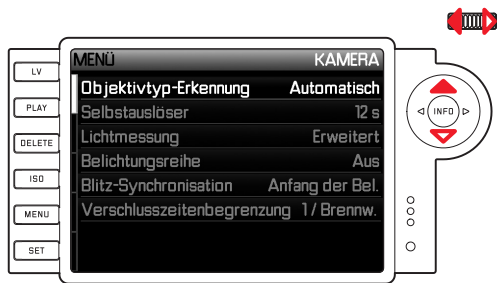 LV
PLAY
DELETE
ISO
MENU
SET
MENÜ KAMERA
Objektivtyp-Erkennung Automatisch
Selbstauslöser 12 s
Lichtmessung Erweitert
Belichtungsreihe Aus
Blitz-Synchronisation Anfang der Bel.
Verschlusszeitenbegrenzung 1 / Brennw.
INFO